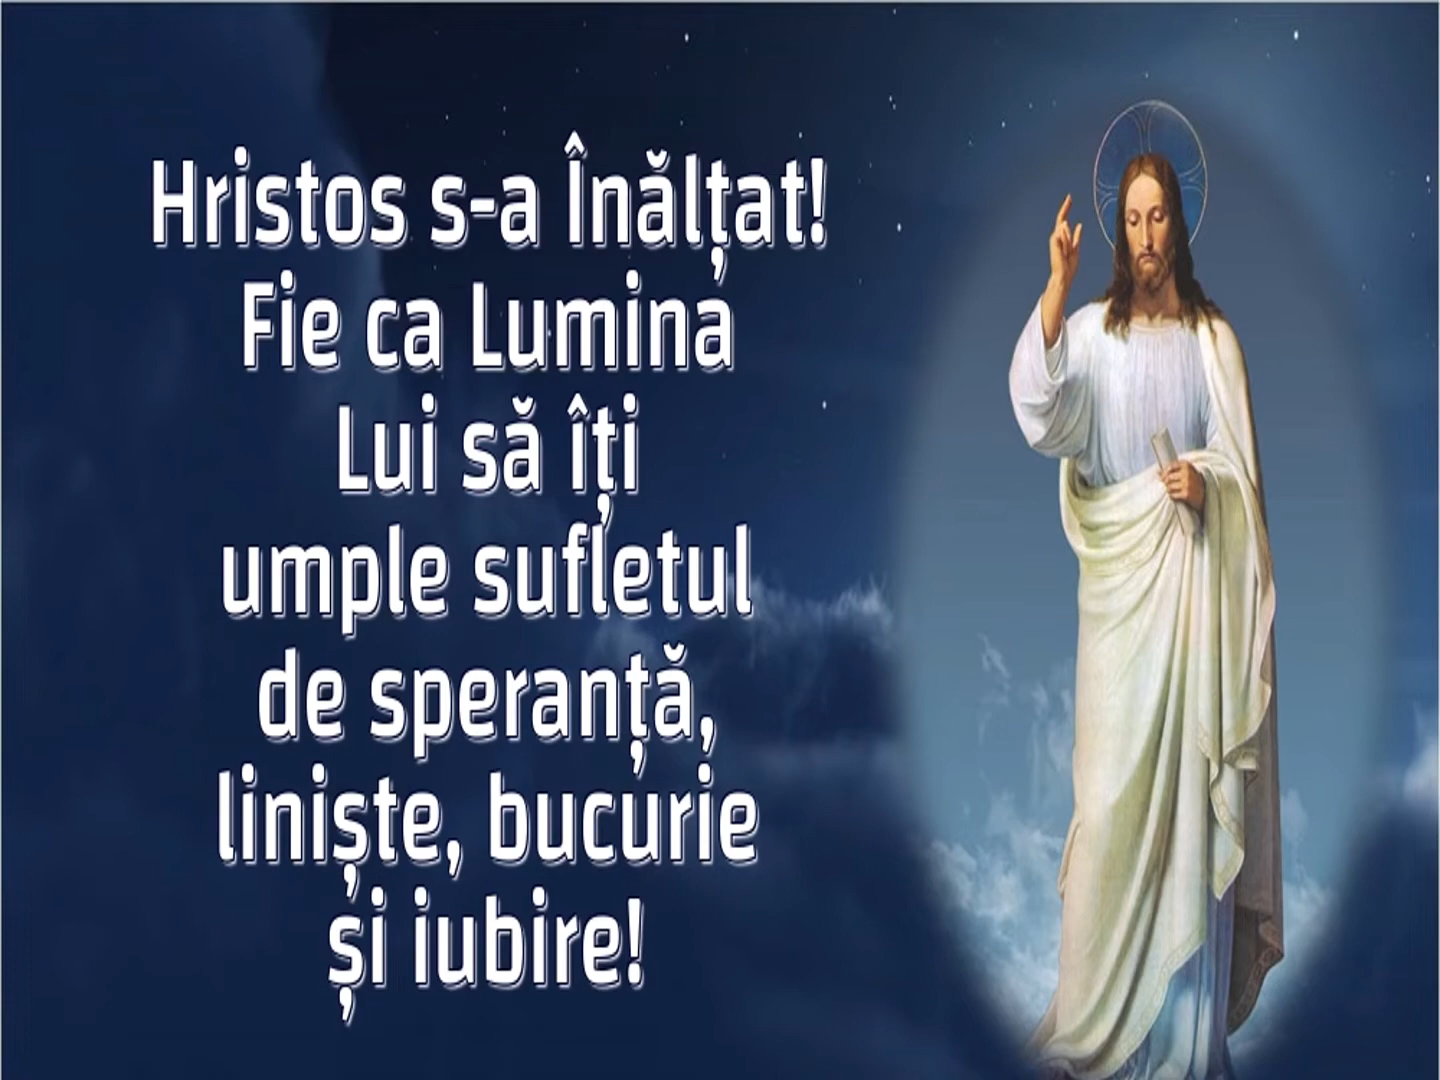 Hristos s-a Înălțat!
Fie ca Lumina
Lui să îți
umple sufletul
de speranță,
liniște, bucurie
și iubire!